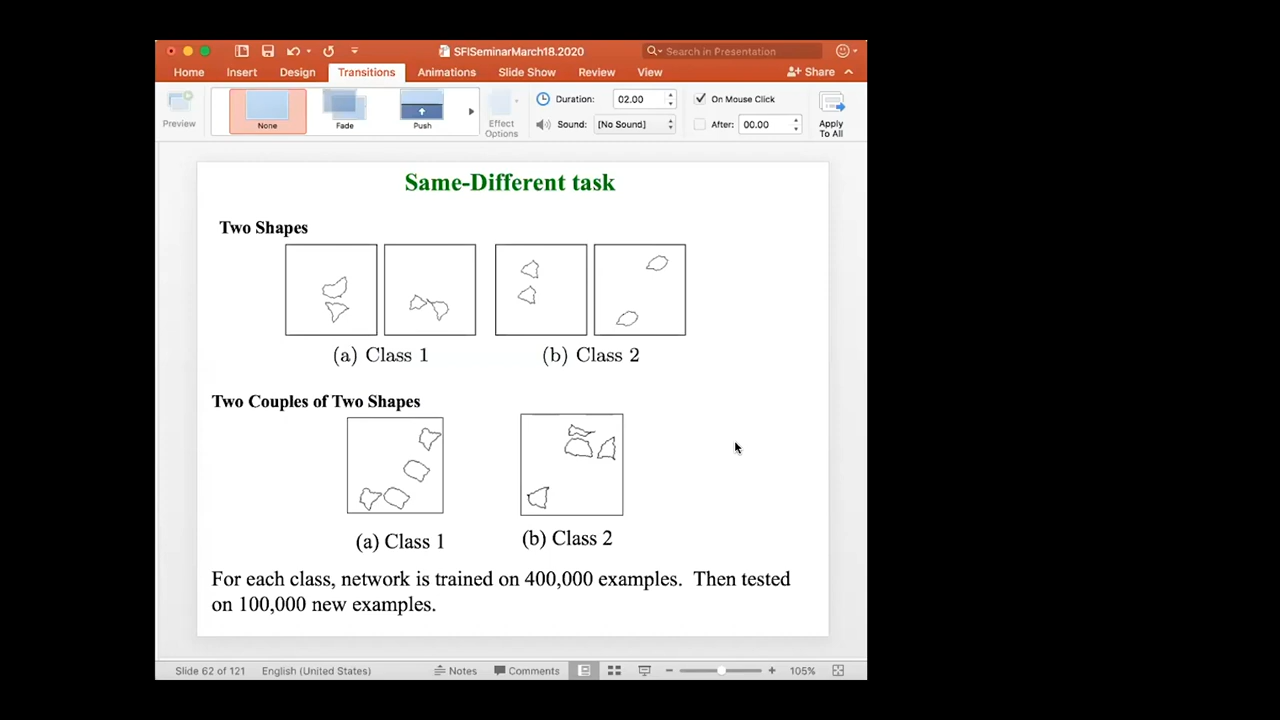 SFISeminarMarch18.2020
Search in Presentation
Home Insert Design Transitions Animations Slide Show Review View Share
Preview
None
Fade
Push
Effect
Options
Duration: 02.00
Sound: [No Sound]
On Mouse Click
After: 00.00
Apply
To All
Same-Different task
Two Shapes
(a) Class 1 (b) Class 2
Two Couples of Two Shapes
(a) Class 1 (b) Class 2
For each class, network is trained on 400,000 examples. Then tested
on 100,000 new examples.
Slide 62 of 121 English (United States) Notes Comments 105%